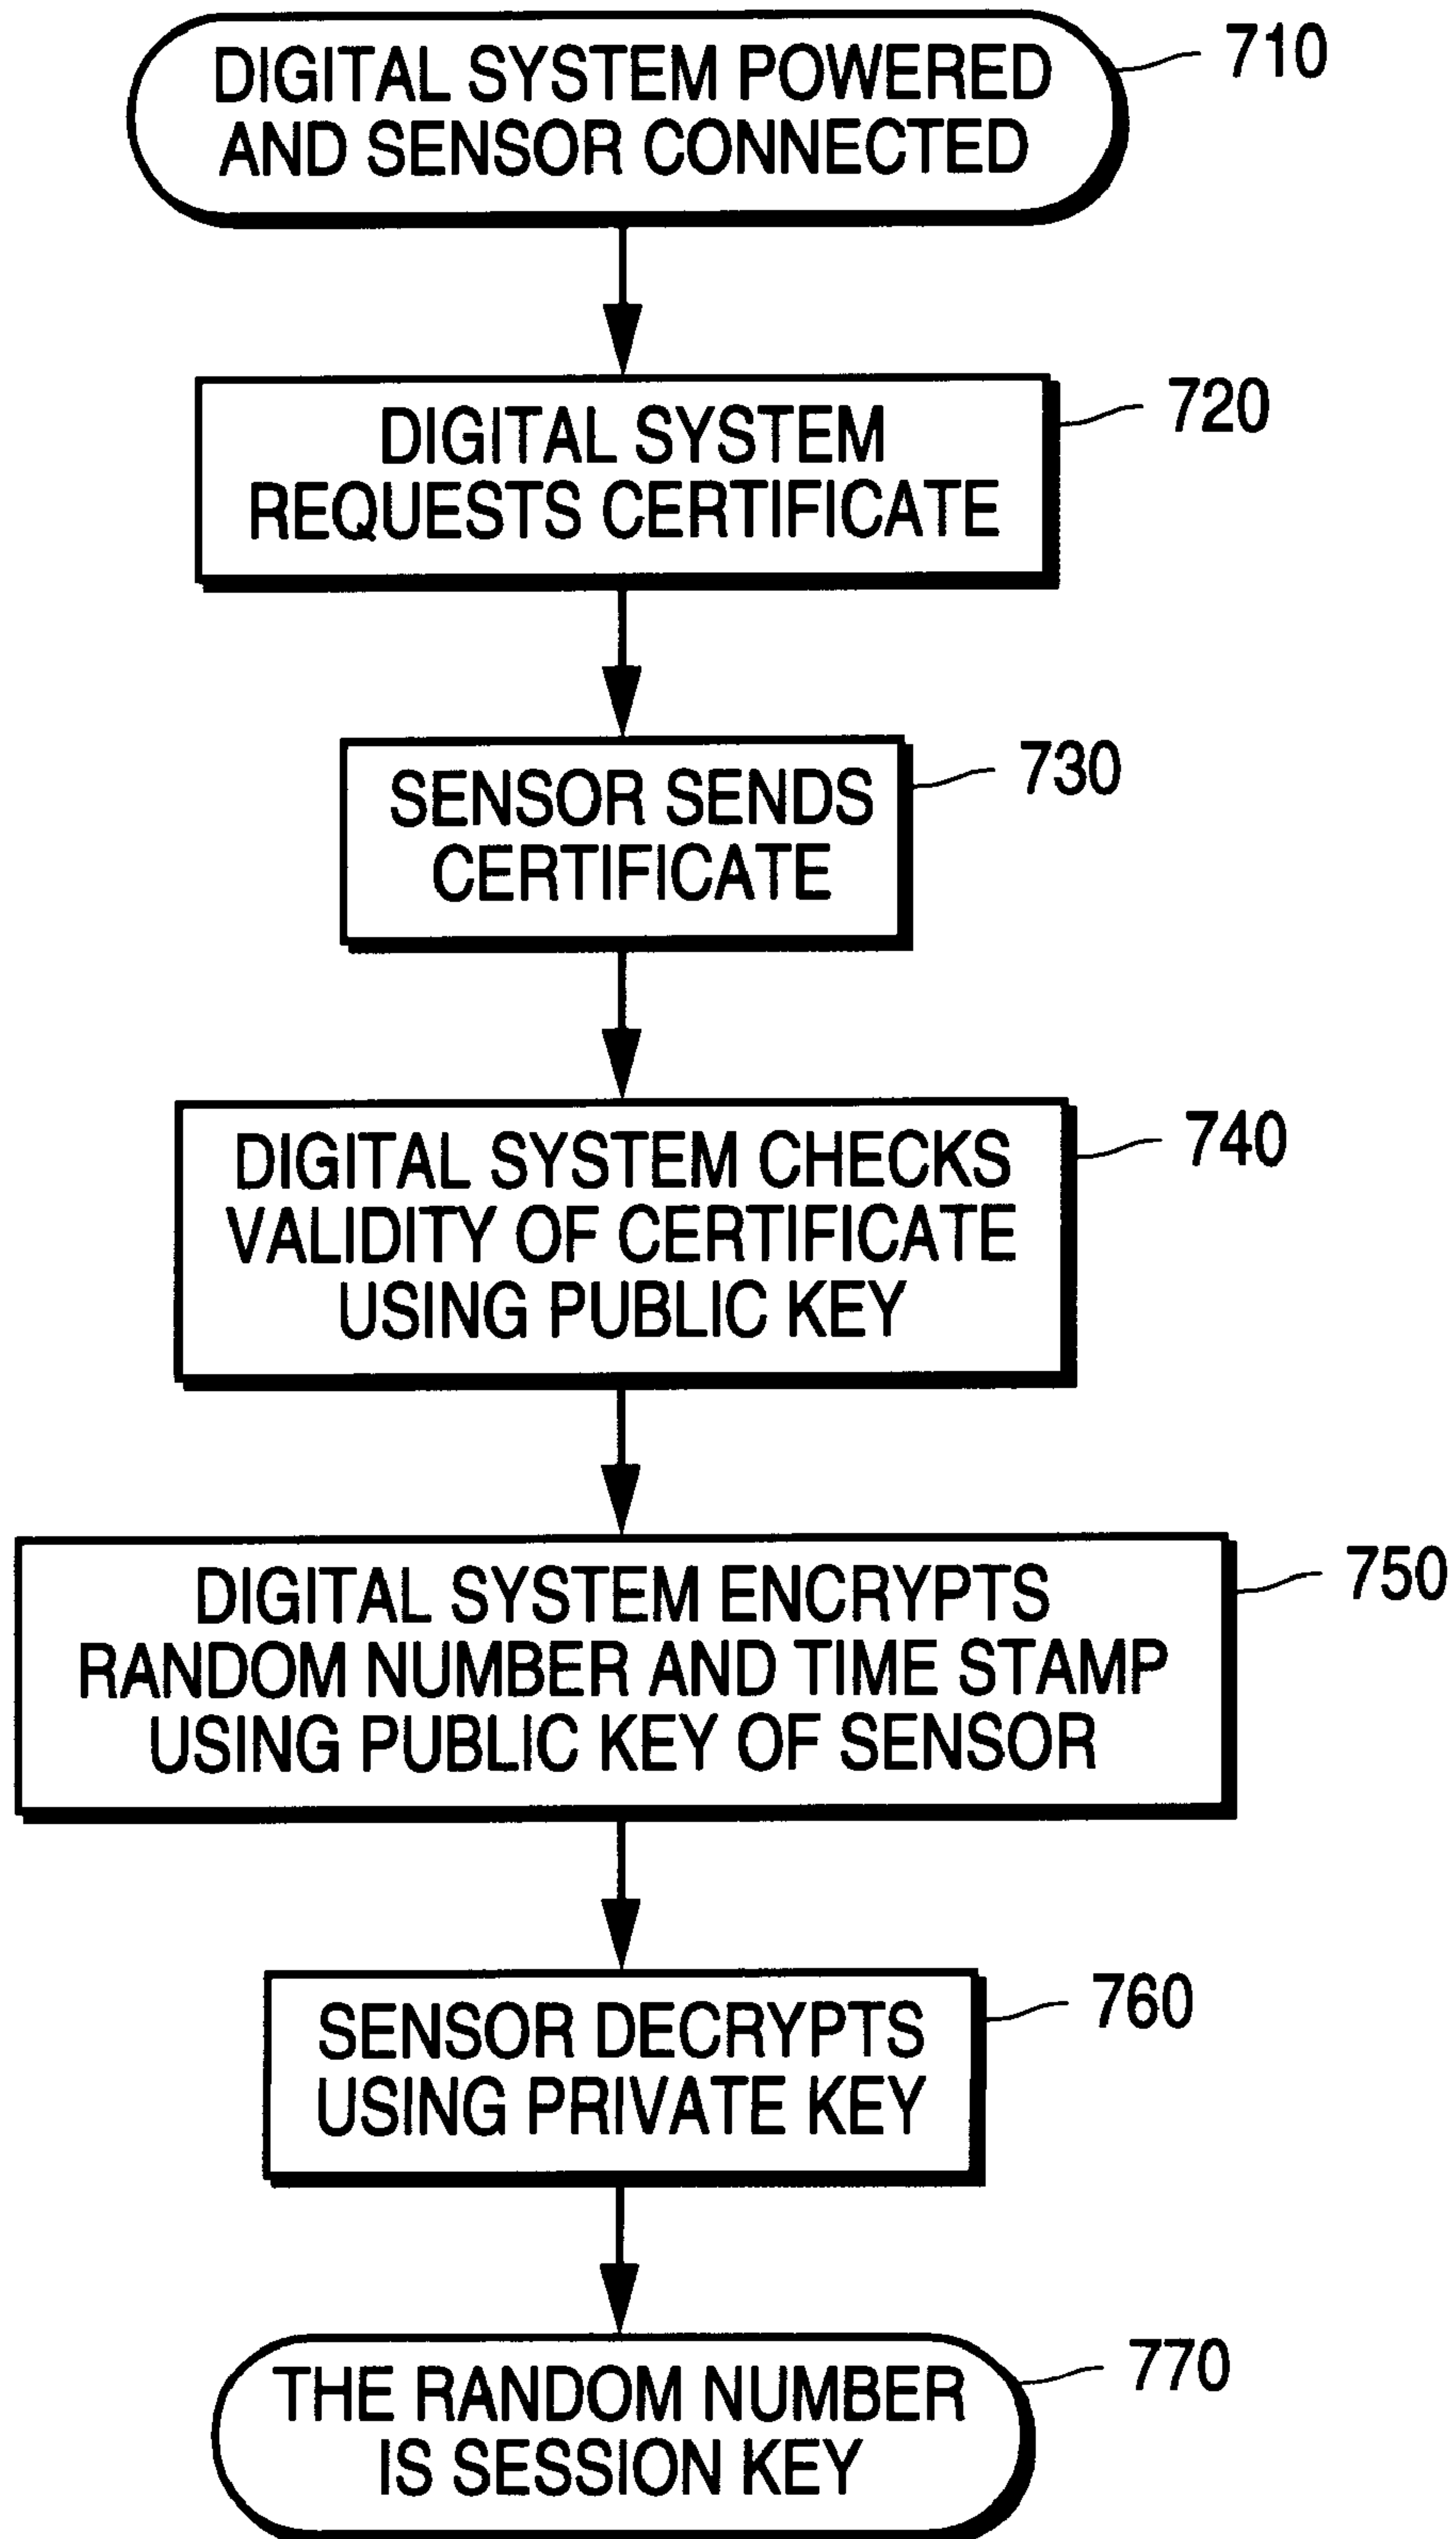 DIGITAL SYSTEM POWERED
AND SENSOR CONNECTED
710
DIGITAL SYSTEM
REQUESTS CERTIFICATE
720
SENSOR SENDS
CERTIFICATE
730
DIGITAL SYSTEM CHECKS
VALIDITY OF CERTIFICATE
USING PUBLIC KEY
740
DIGITAL SYSTEM ENCRYPTS
RANDOM NUMBER AND TIME STAMP
USING PUBLIC KEY OF SENSOR
750
SENSOR DECRYPTS
USING PRIVATE KEY
760
THE RANDOM NUMBER
IS SESSION KEY
770